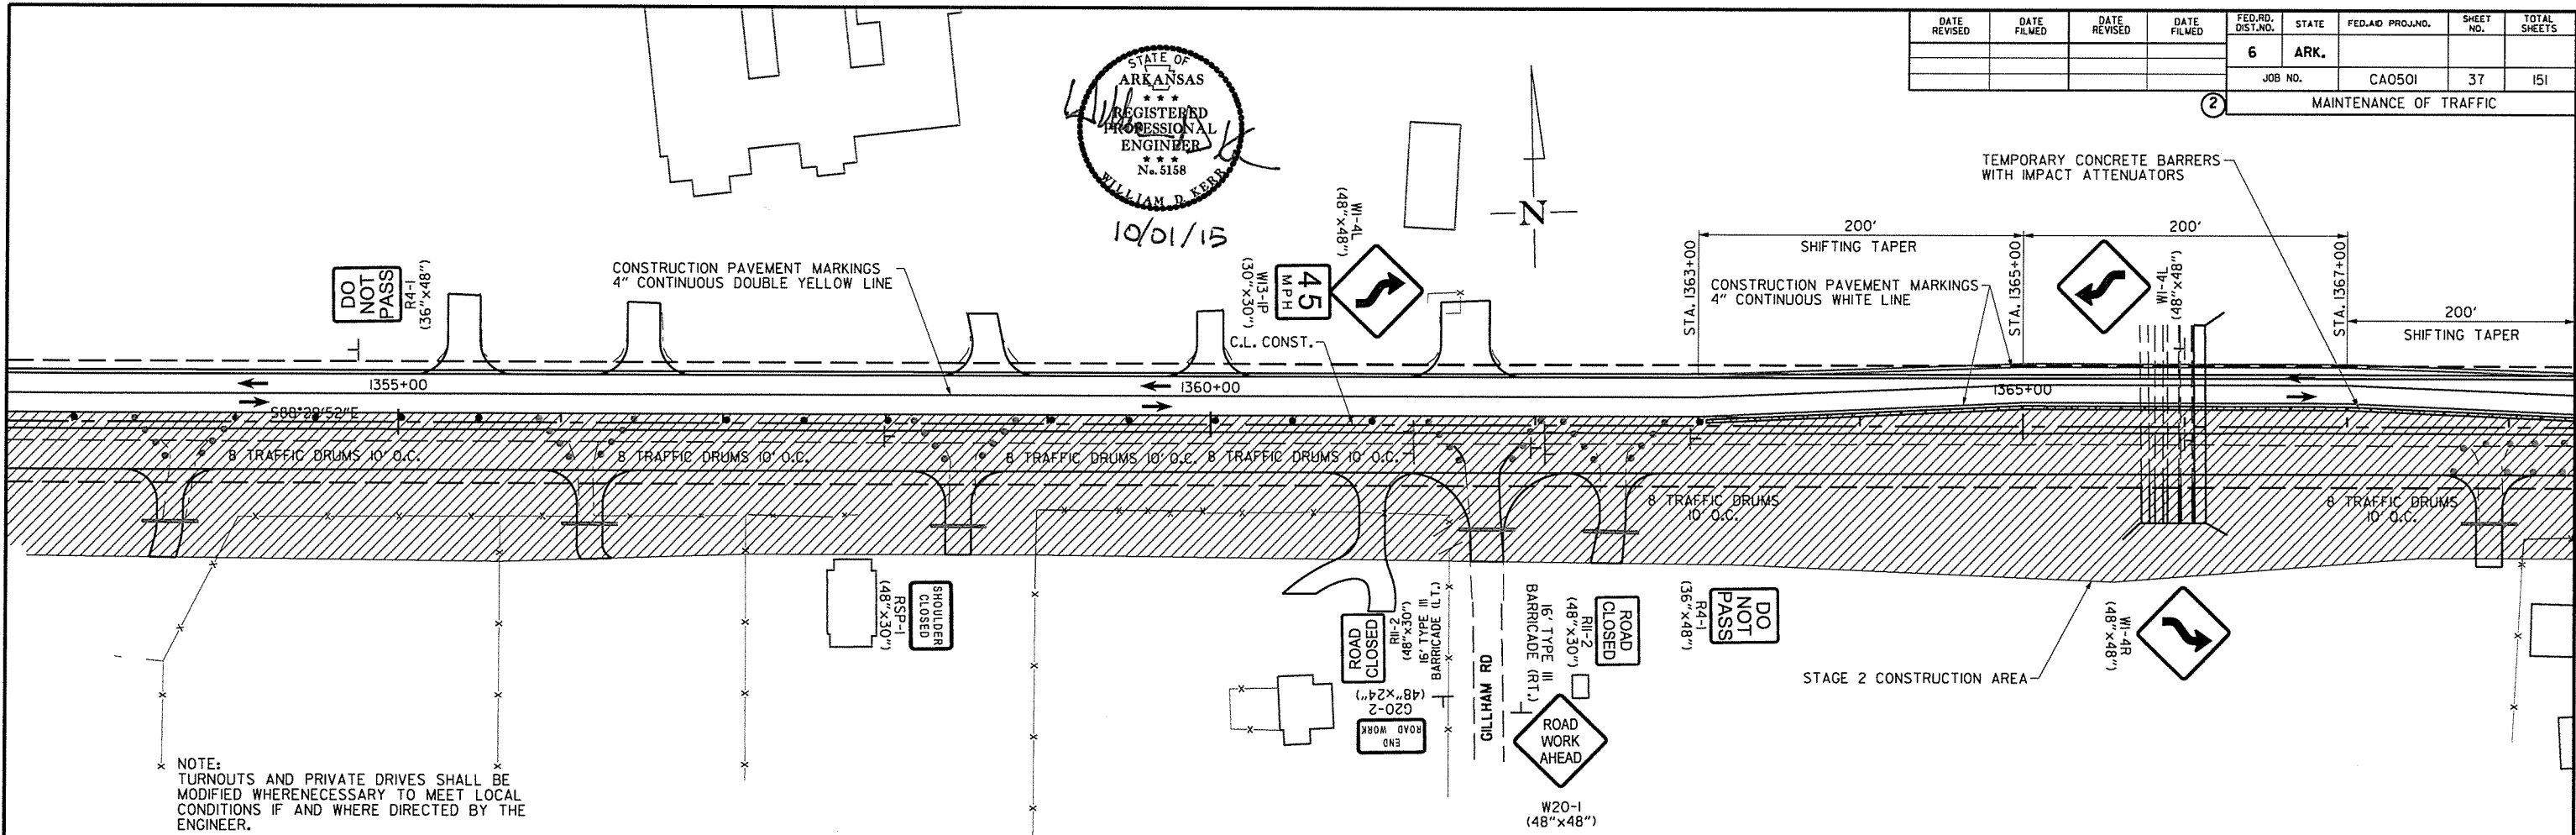 DATE REVISED
DATE FILMED
DATE REVISED
DATE FILMED
FED.RD. DIST.NO.
STATE
FED.AID PROJ.NO.
SHEET NO.
TOTAL SHEETS
6
ARK.
JOB NO.
CA0501
37
151
2
MAINTENANCE OF TRAFFIC
STATE OF
ARKANSAS
★ ★ ★
REGISTERED
PROFESSIONAL
ENGINEER
★ ★ ★
No. 5158
WILLIAM D. KERR
10/01/15
N
TEMPORARY CONCRETE BARRERS
WITH IMPACT ATTENUATORS
200'
SHIFTING TAPER
200'
200'
SHIFTING TAPER
STA. 1363+00
STA. 1365+00
STA. 1367+00
CONSTRUCTION PAVEMENT MARKINGS
4" CONTINUOUS WHITE LINE
W1-4L
(48"x48")
DO
NOT
PASS
R4-1
(36"x48")
CONSTRUCTION PAVEMENT MARKINGS
4" CONTINUOUS DOUBLE YELLOW LINE
W1-4L
(48"x48")
45
MPH
W13-1P
(30"x30")
C.L. CONST.
1355+00
1360+00
1365+00
S88°29'52"E
8 TRAFFIC DRUMS 10' O.C.
8 TRAFFIC DRUMS 10' O.C.
8 TRAFFIC DRUMS 10' O.C.
8 TRAFFIC DRUMS 10' O.C.
8 TRAFFIC DRUMS
10' O.C.
8 TRAFFIC DRUMS
10' O.C.
SHOULDER
CLOSED
RSP-1
(48"x30")
ROAD
CLOSED
R11-2
(48"x30")
16' TYPE III
BARRICADE (LT.)
G20-2
(48"x24")
END
ROAD WORK
GILLHAM RD
16' TYPE III
BARRICADE (RT.)
ROAD
CLOSED
R11-2
(48"x30")
ROAD
WORK
AHEAD
W20-1
(48"x48")
DO
NOT
PASS
R4-1
(36"x48")
STAGE 2 CONSTRUCTION AREA
W1-4R
(48"x48")
NOTE:
TURNOUTS AND PRIVATE DRIVES SHALL BE
MODIFIED WHERENECESSARY TO MEET LOCAL
CONDITIONS IF AND WHERE DIRECTED BY THE
ENGINEER.